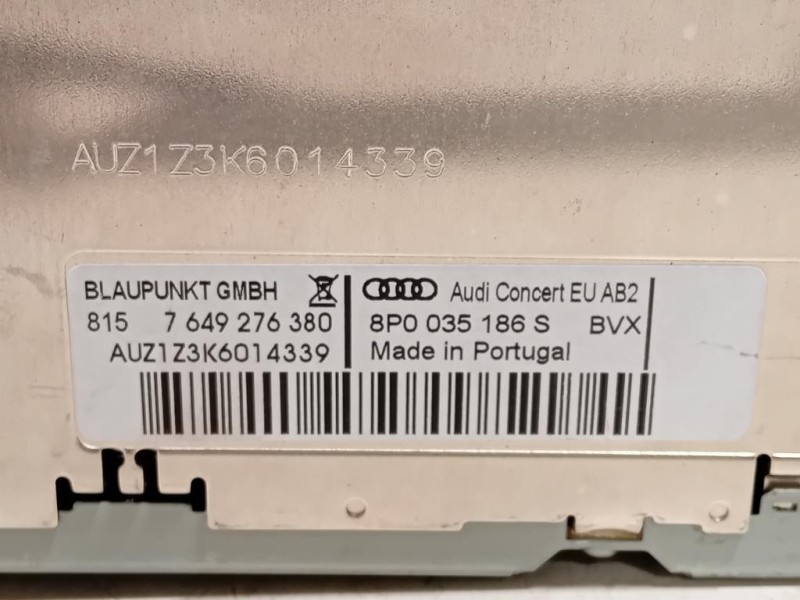 AUZ1Z3K6014339
BLAUPUNKT GMBH
815 7 649 276 380
AUZ1Z3K6014339
Audi Concert EU AB2
8P0 035 186 S BVX
Made in Portugal